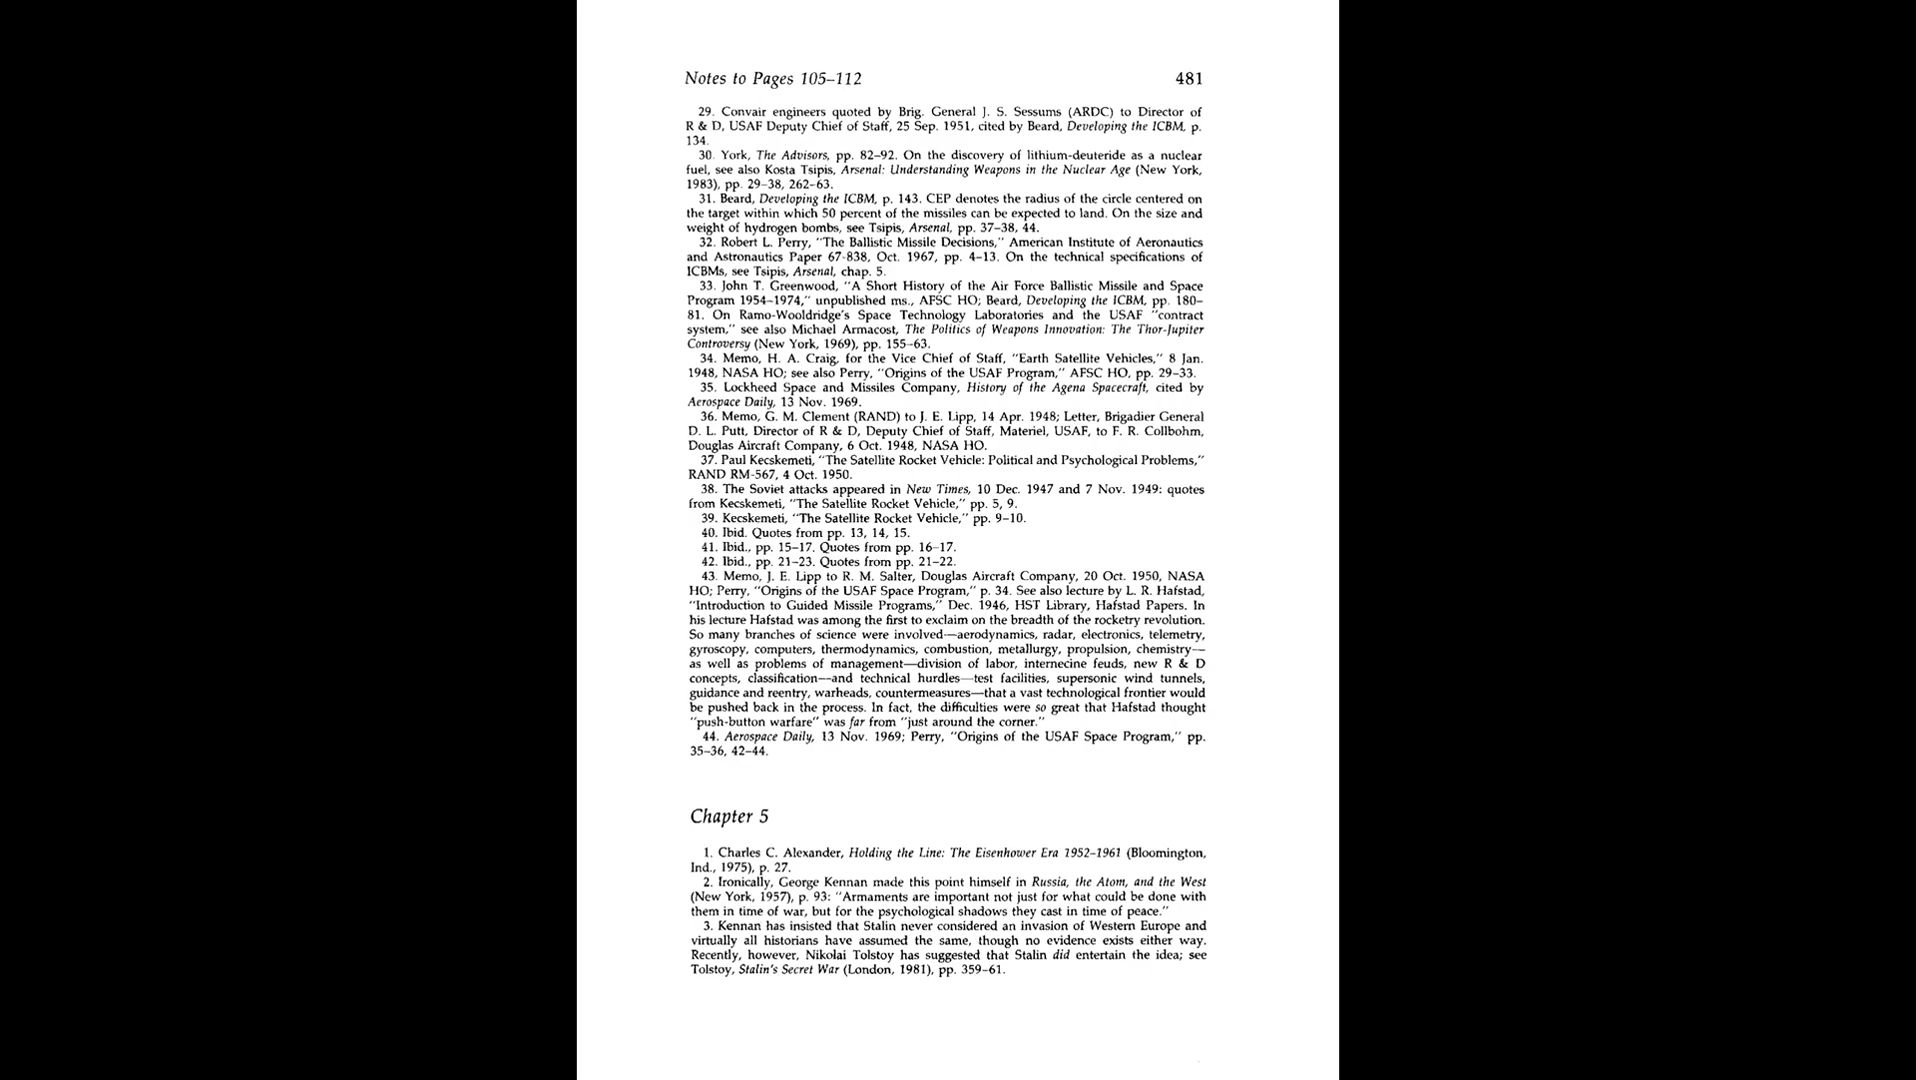 Notes to Pages 105–112
481
29. Convair engineers quoted by Brig. General J. S. Sessums (ARDC) to Director of
R & D, USAF Deputy Chief of Staff, 25 Sep. 1951, cited by Beard, Developing the ICBM, p.
134.
30. York, The Advisors, pp. 82–92. On the discovery of lithium-deuteride as a nuclear
fuel, see also Kosta Tsipis, Arsenal: Understanding Weapons in the Nuclear Age (New York,
1983), pp. 29–38, 262–63.
31. Beard, Developing the ICBM, p. 143. CEP denotes the radius of the circle centered on
the target within which 50 percent of the missiles can be expected to land. On the size and
weight of hydrogen bombs, see Tsipis, Arsenal, pp. 37–38, 44.
32. Robert L. Perry, "The Ballistic Missile Decisions," American Institute of Aeronautics
and Astronautics Paper 67-838, Oct. 1967, pp. 4–13. On the technical specifications of
ICBMs, see Tsipis, Arsenal, chap. 5.
33. John T. Greenwood, "A Short History of the Air Force Ballistic Missile and Space
Program 1954–1974," unpublished ms., AFSC HO; Beard, Developing the ICBM, pp. 180–
81. On Ramo-Wooldridge's Space Technology Laboratories and the USAF "contract
system," see also Michael Armacost, The Politics of Weapons Innovation: The Thor-Jupiter
Controversy (New York, 1969), pp. 155–63.
34. Memo, H. A. Craig, for the Vice Chief of Staff, "Earth Satellite Vehicles," 8 Jan.
1948, NASA HO; see also Perry, "Origins of the USAF Program," AFSC HO, pp. 29–33.
35. Lockheed Space and Missiles Company, History of the Agena Spacecraft, cited by
Aerospace Daily, 13 Nov. 1969.
36. Memo, G. M. Clement (RAND) to J. E. Lipp, 14 Apr. 1948; Letter, Brigadier General
D. L. Putt, Director of R & D, Deputy Chief of Staff, Materiel, USAF, to F. R. Collbohm,
Douglas Aircraft Company, 6 Oct. 1948, NASA HO.
37. Paul Kecskemeti, "The Satellite Rocket Vehicle: Political and Psychological Problems,"
RAND RM-567, 4 Oct. 1950.
38. The Soviet attacks appeared in New Times, 10 Dec. 1947 and 7 Nov. 1949: quotes
from Kecskemeti, "The Satellite Rocket Vehicle," pp. 5, 9.
39. Kecskemeti, "The Satellite Rocket Vehicle," pp. 9–10.
40. Ibid. Quotes from pp. 13, 14, 15.
41. Ibid., pp. 15–17. Quotes from pp. 16–17.
42. Ibid., pp. 21–23. Quotes from pp. 21–22.
43. Memo, J. E. Lipp to R. M. Salter, Douglas Aircraft Company, 20 Oct. 1950, NASA
HO; Perry, "Origins of the USAF Space Program," p. 34. See also lecture by L. R. Hafstad,
"Introduction to Guided Missile Programs," Dec. 1946, HST Library, Hafstad Papers. In
his lecture Hafstad was among the first to exclaim on the breadth of the rocketry revolution.
So many branches of science were involved—aerodynamics, radar, electronics, telemetry,
gyroscopy, computers, thermodynamics, combustion, metallurgy, propulsion, chemistry—
as well as problems of management—division of labor, internecine feuds, new R & D
concepts, classification—and technical hurdles—test facilities, supersonic wind tunnels,
guidance and reentry, warheads, countermeasures—that a vast technological frontier would
be pushed back in the process. In fact, the difficulties were so great that Hafstad thought
"push-button warfare" was far from "just around the corner."
44. Aerospace Daily, 13 Nov. 1969; Perry, "Origins of the USAF Space Program," pp.
35–36, 42–44.
Chapter 5
1. Charles C. Alexander, Holding the Line: The Eisenhower Era 1952–1961 (Bloomington,
Ind., 1975), p. 27.
2. Ironically, George Kennan made this point himself in Russia, the Atom, and the West
(New York, 1957), p. 93: "Armaments are important not just for what could be done with
them in time of war, but for the psychological shadows they cast in time of peace."
3. Kennan has insisted that Stalin never considered an invasion of Western Europe and
virtually all historians have assumed the same, though no evidence exists either way.
Recently, however, Nikolai Tolstoy has suggested that Stalin did entertain the idea; see
Tolstoy, Stalin's Secret War (London, 1981), pp. 359–61.